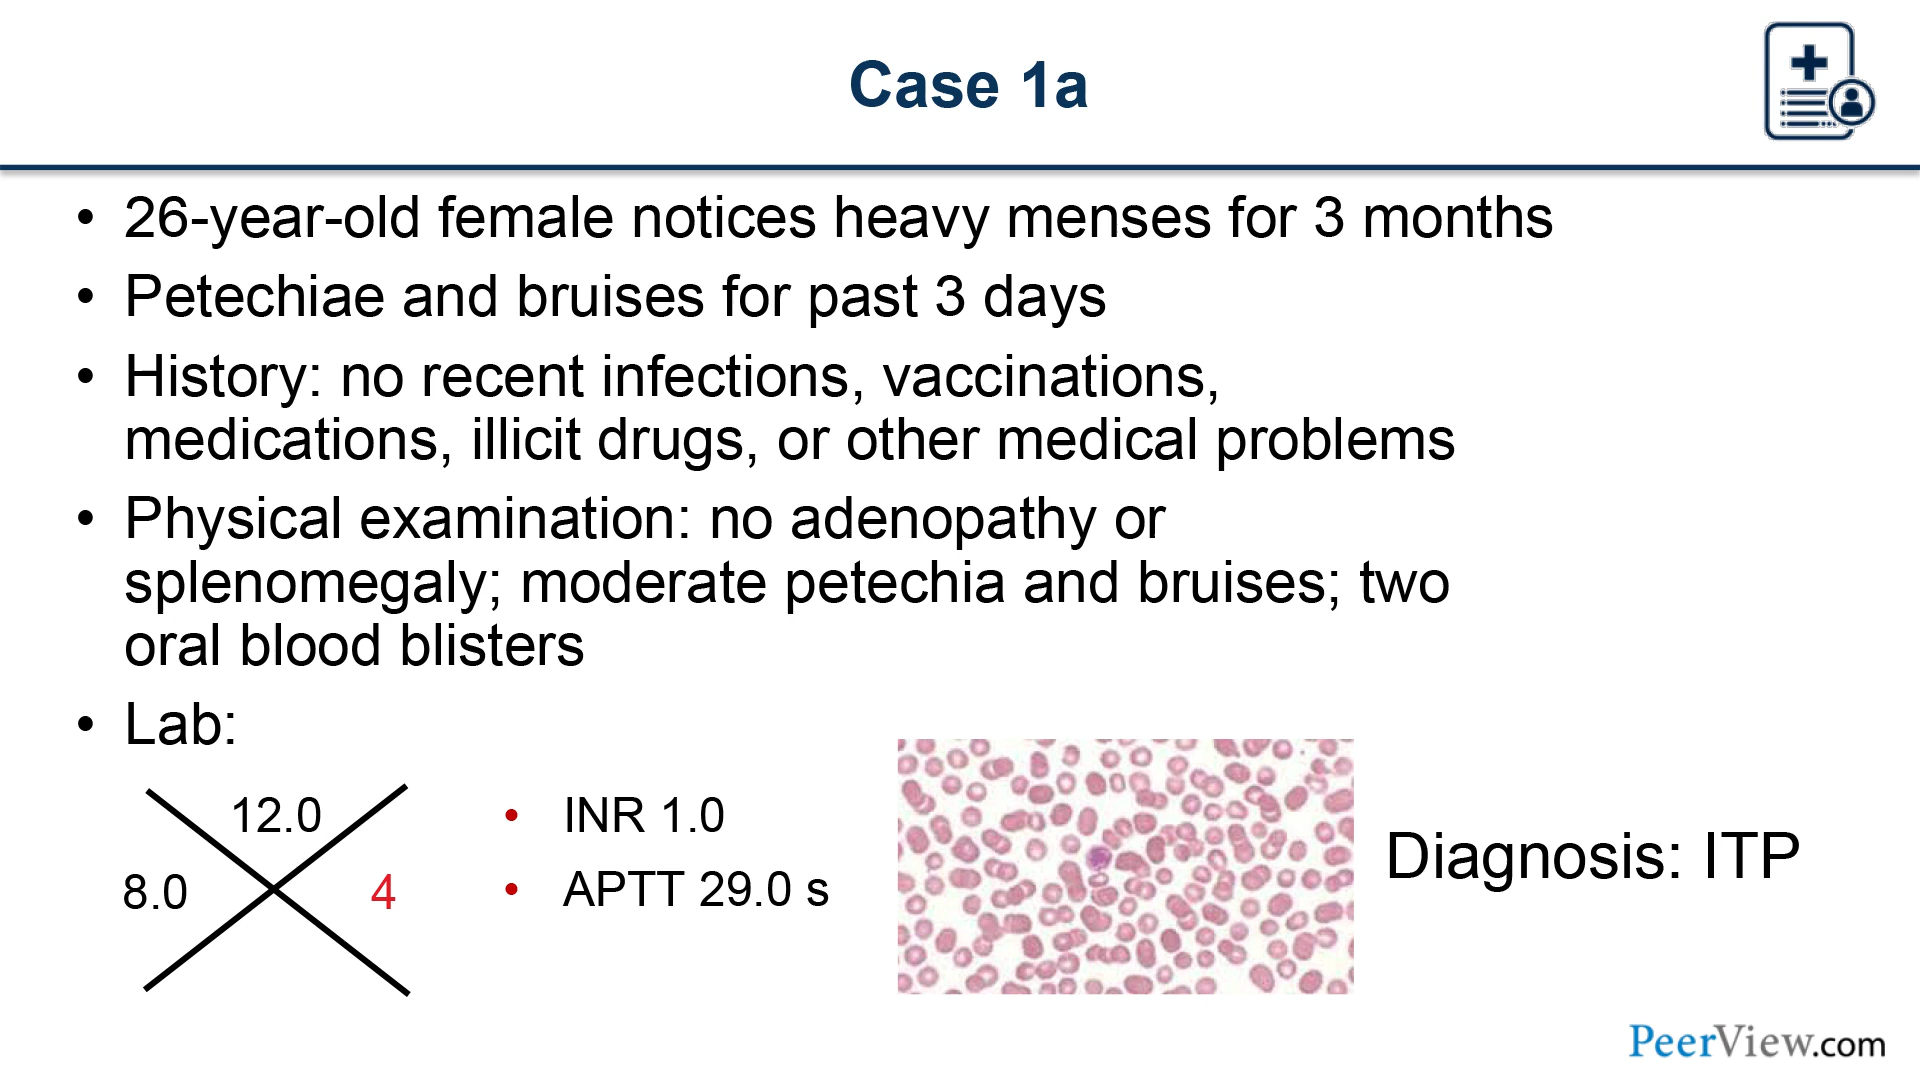 Case 1a
• 26-year-old female notices heavy menses for 3 months
• Petechiae and bruises for past 3 days
• History: no recent infections, vaccinations,
medications, illicit drugs, or other medical problems
• Physical examination: no adenopathy or
splenomegaly; moderate petechia and bruises; two
oral blood blisters
• Lab:
12.0
8.0
4
• INR 1.0
• APTT 29.0 s
Diagnosis: ITP
PeerView.com